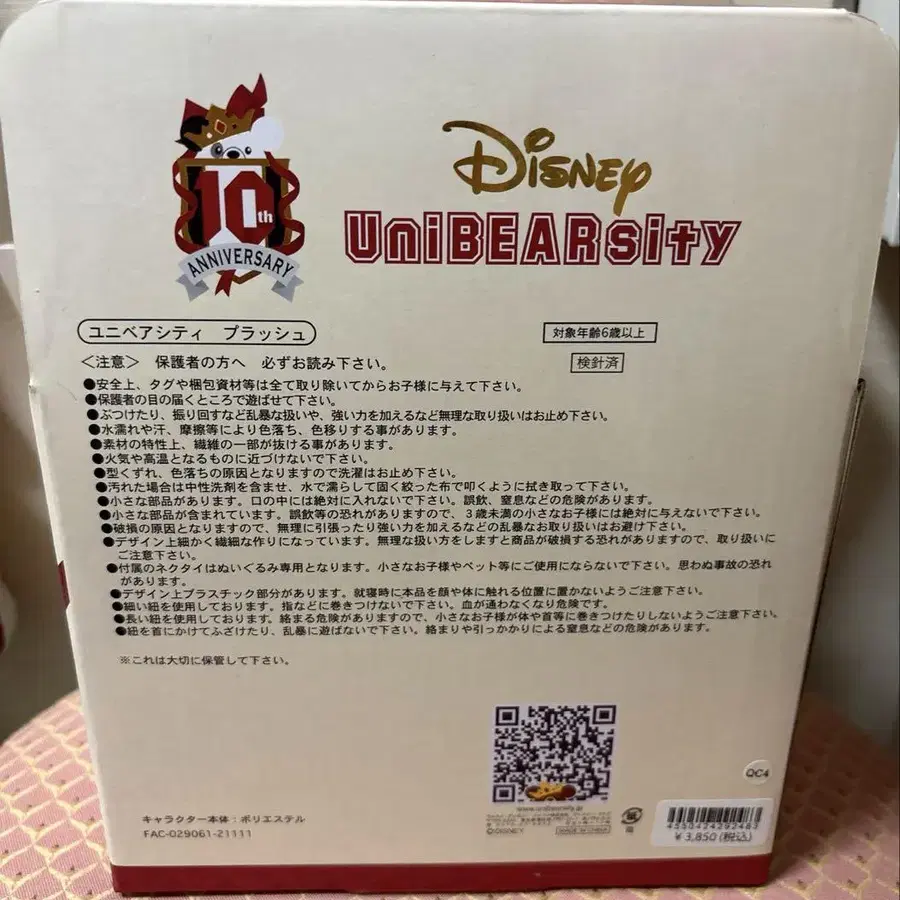 10th
ANNIVERSARY
Disney
UniBEARsity
ユニベアシティ プラッシュ
対象年齢6歳以上
＜注意＞ 保護者の方へ 必ずお読み下さい。
検針済
●安全上、タグや梱包資材等は全て取り除いてからお子様に与えて下さい。
●保護者の目の届くところで遊ばせて下さい。
●ぶつけたり、振り回すなど乱暴な扱いや、強い力を加えるなど無理な取り扱いはお止め下さい。
●水濡れや汗、摩擦等により色落ち、色移りする事があります。
●素材の特性上、繊維の一部が抜ける事があります。
●火気や高温となるものに近づけないで下さい。
●型くずれ、色落ちの原因となりますので洗濯はお止め下さい。
●汚れた場合は中性洗剤を含ませ、水で濡らして固く絞った布で叩くように拭き取って下さい。
●小さな部品があります。口の中には絶対に入れないで下さい。誤飲、窒息などの危険があります。
●小さな部品が含まれています。誤飲等の恐れがありますので、3歳未満の小さなお子様には絶対に与えないで下さい。
●破損の原因となりますので、無理に引張ったり強い力を加えるなどの乱暴なお取り扱いはお避け下さい。
●デザイン上細かく繊細な作りになっています。無理な扱い方をしますと商品が破損する恐れがありますので、取り扱いに
ご注意下さい。
●付属のネクタイはぬいぐるみ専用となります。小さなお子様やペット等にご使用にならないで下さい。思わぬ事故の恐れ
があります。
●デザイン上プラスチック部分があります。就寝時に本品を顔や体に触れる位置に置かないようご注意下さい。
●細い紐を使用しております。指などに巻きつけないで下さい。血が通わなくなり危険です。
●長い紐を使用しております。絡まる危険がありますので、小さなお子様が体や首等に巻きつけたりしないようご注意下さい。
●紐を首にかけてふざけたり、乱暴に遊ばないで下さい。絡まりや引っかかりによる窒息などの危険があります。
※これは大切に保管して下さい。
QC4
キャラクター本体：ポリエステル
FAC-029061-21111
©DISNEY
MADE IN CHINA
紙
箱
4550424292483
¥3,850(税込)